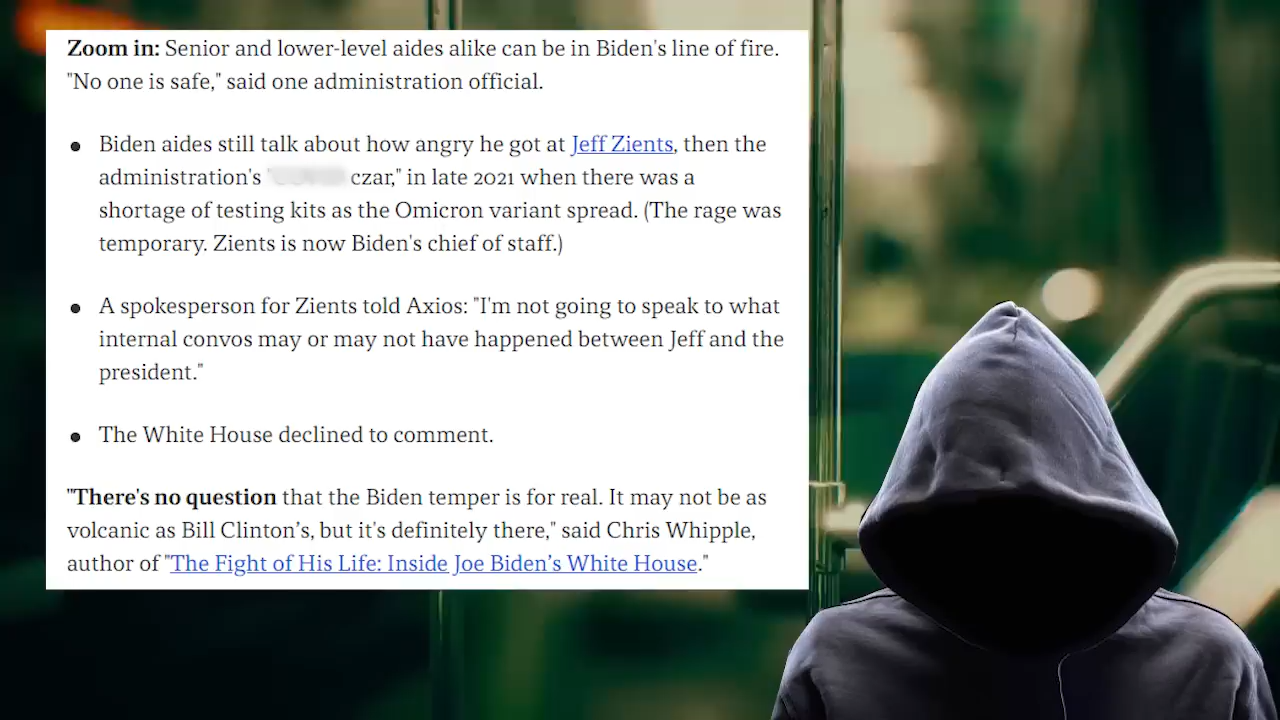 Zoom in: Senior and lower-level aides alike can be in Biden's line of fire.
"No one is safe," said one administration official.
• Biden aides still talk about how angry he got at Jeff Zients, then the
administration's " czar," in late 2021 when there was a
shortage of testing kits as the Omicron variant spread. (The rage was
temporary. Zients is now Biden's chief of staff.)
• A spokesperson for Zients told Axios: "I'm not going to speak to what
internal convos may or may not have happened between Jeff and the
president."
• The White House declined to comment.
"There's no question that the Biden temper is for real. It may not be as
volcanic as Bill Clinton’s, but it's definitely there," said Chris Whipple,
author of "The Fight of His Life: Inside Joe Biden’s White House."